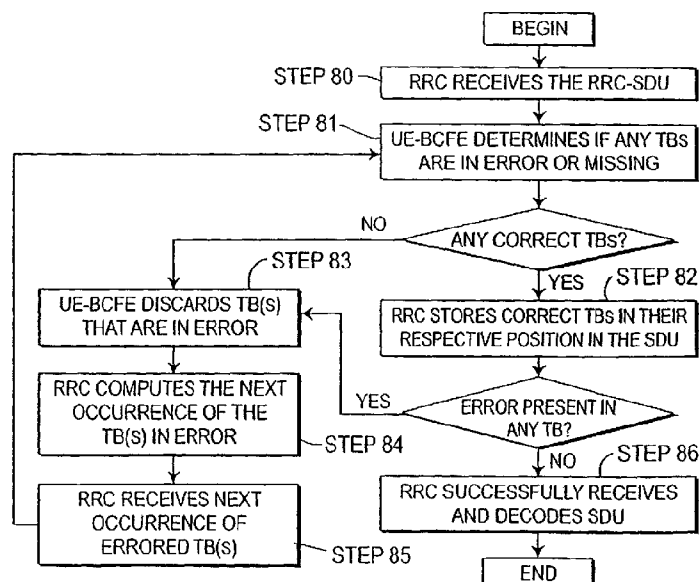 BEGIN
STEP 80
RRC RECEIVES THE RRC-SDU
STEP 81
UE-BCFE DETERMINES IF ANY TBs
ARE IN ERROR OR MISSING
NO
ANY CORRECT TBs?
STEP 83
YES
STEP 82
UE-BCFE DISCARDS TB(S)
THAT ARE IN ERROR
RRC STORES CORRECT TBs IN THEIR
RESPECTIVE POSITION IN THE SDU
RRC COMPUTES THE NEXT
OCCURRENCE OF THE
TB(s) IN ERROR
YES
ERROR PRESENT IN
ANY TB?
STEP 84
NO
STEP 86
RRC RECEIVES NEXT
OCCURRENCE OF
ERRORED TB(s)
RRC SUCCESSFULLY RECEIVES
AND DECODES SDU
STEP 85
END